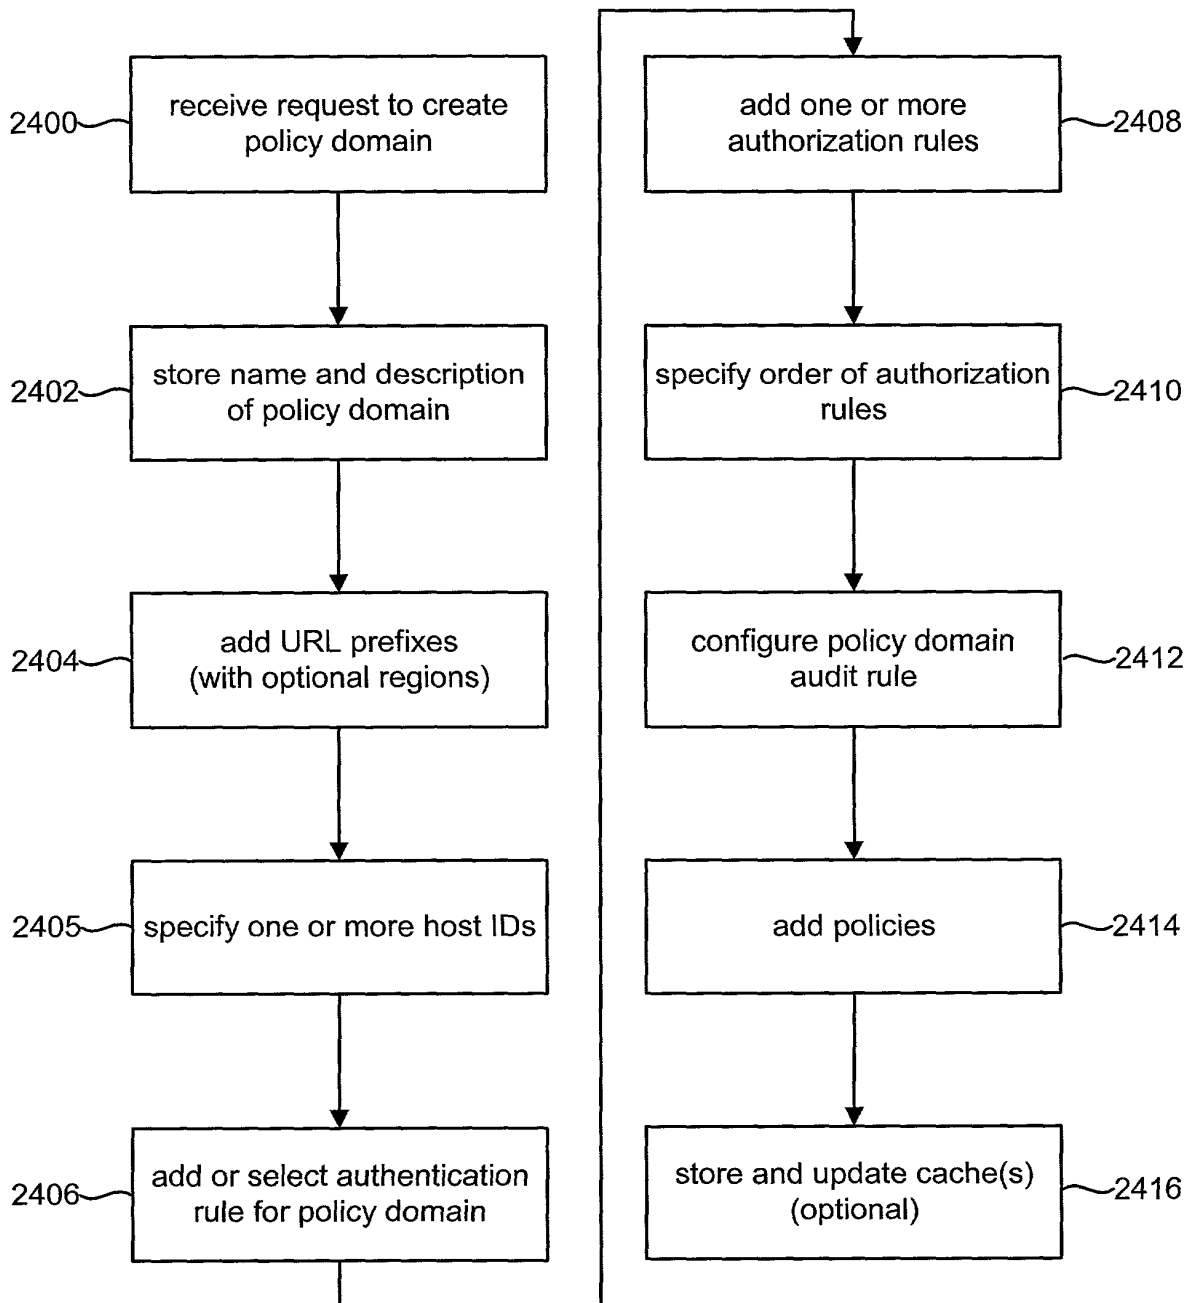 2400
receive request to create
policy domain
2402
store name and description
of policy domain
2404
add URL prefixes
(with optional regions)
2405
specify one or more host IDs
2406
add or select authentication
rule for policy domain
add one or more
authorization rules
2408
specify order of authorization
rules
2410
configure policy domain
audit rule
2412
add policies
2414
store and update cache(s)
(optional)
2416